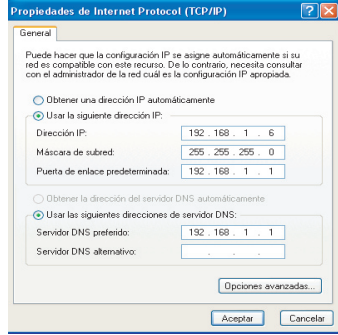 Propiedades de Internet Protocol (TCP/IP)
General
Puede hacer que la configuración IP se asigne automáticamente si su
red es compatible con este recurso. De lo contrario, necesita consultar
con el administrador de la red cuál es la configuración IP apropiada.
Obtener una dirección IP automáticamente
Usar la siguiente dirección IP:
Dirección IP: 192 . 168 . 1 . 6
Máscara de subred: 255 . 255 . 255 . 0
Puerta de enlace predeterminada: 192 . 168 . 1 . 1
Obtener la dirección del servidor DNS automáticamente
Usar las siguientes direcciones de servidor DNS:
Servidor DNS preferido: 192 . 168 . 1 . 1
Servidor DNS alternativo: . . .
Opciones avanzadas...
Aceptar Cancelar